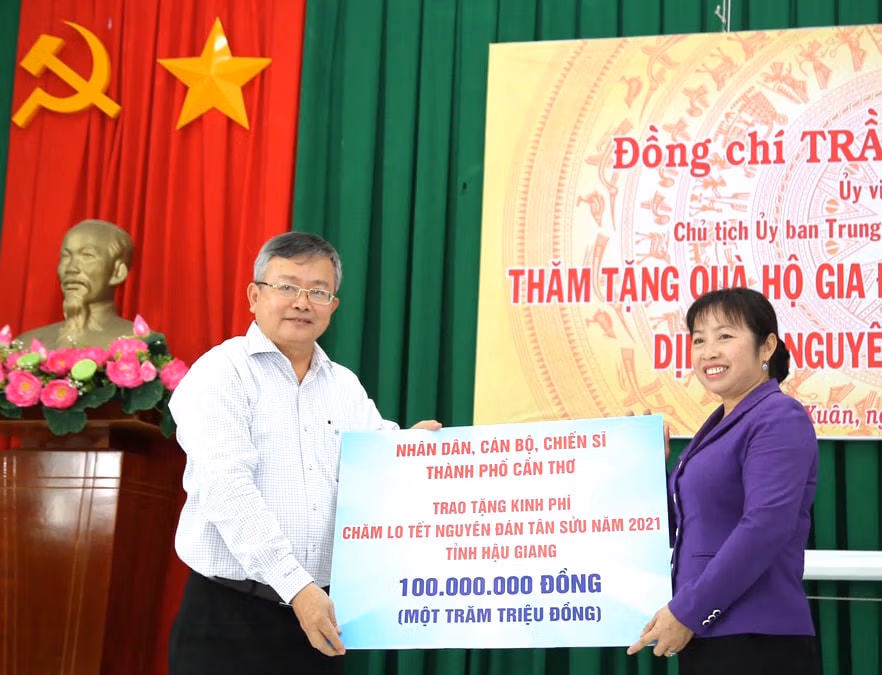 Đồng chí TRẦ
Ủy vi
Chủ tịch Ủy ban Trung
THĂM TẶNG QUÀ HỘ GIA
NGUYÊ
Xuân,
NHÂN DÂN, CÁN BỘ, CHIẾN SĨ
THÀNH PHỐ CẦN THƠ
TRAO TẶNG KINH PHÍ
CHĂM LO TẾT NGUYÊN ĐÁN TÂN SỬU NĂM 2021
TỈNH HẬU GIANG
100.000.000 ĐỒNG
(MỘT TRĂM TRIỆU ĐỒNG)